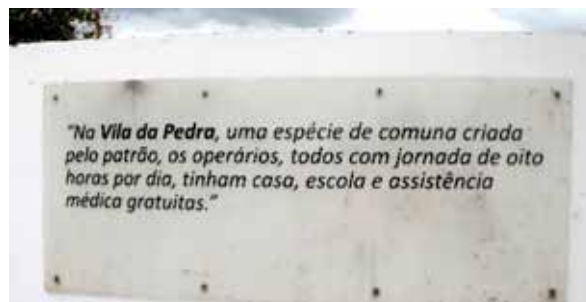 "Na Vila da Pedra, uma espécie de comuna criada
pelo patrão, os operários, todos com jornada de oito
horas por dia, tinham casa, escola e assistência
médica gratuitas."